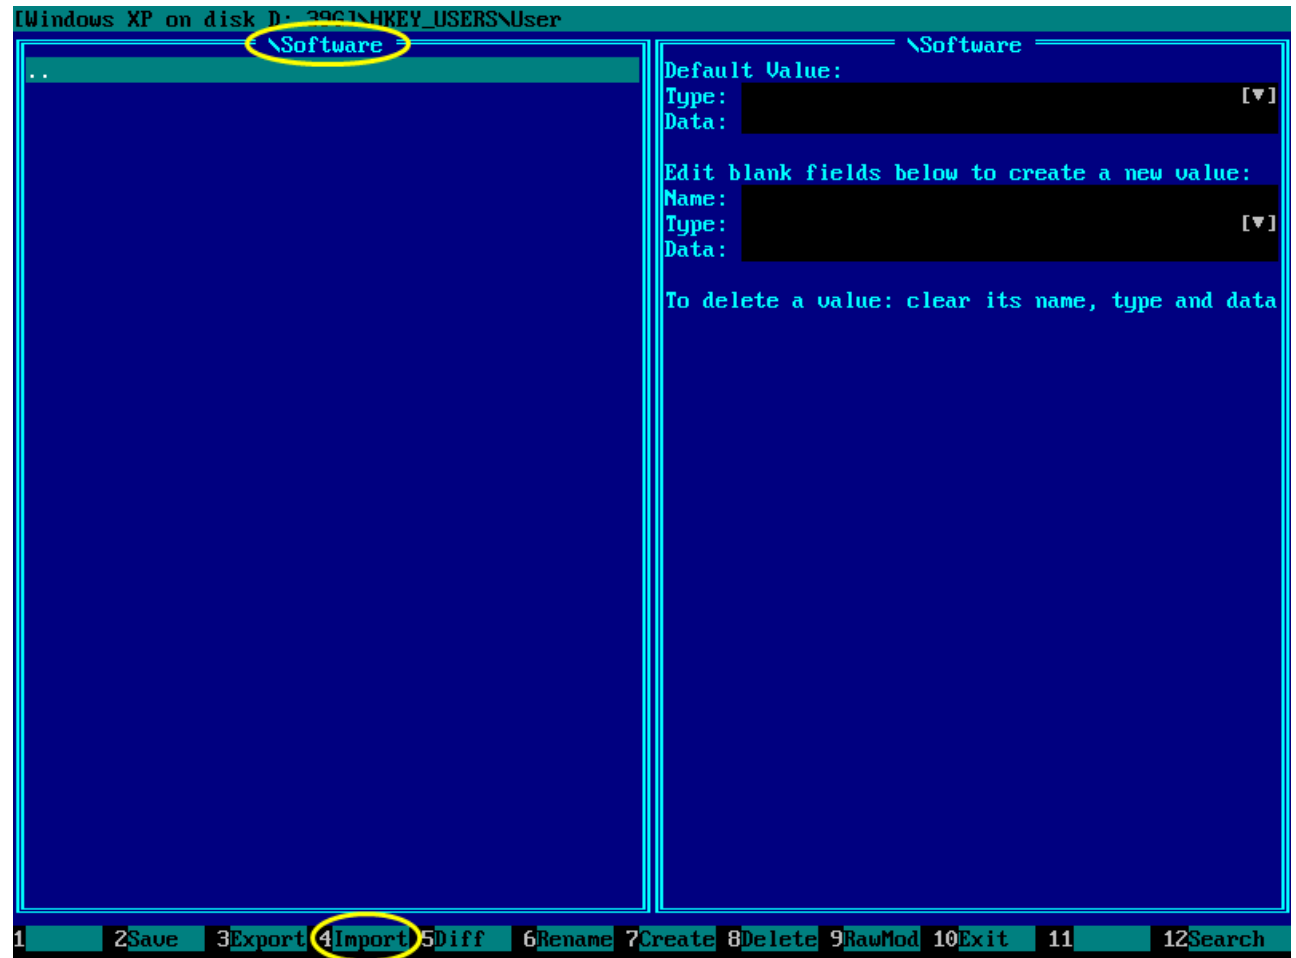 [Windows XP on disk D: 39G]\HKEY_USERS\User
\Software
..
\Software
Default Value:
Type: [▼]
Data:
Edit blank fields below to create a new value:
Name:
Type: [▼]
Data:
To delete a value: clear its name, type and data
1 2Save 3Export 4Import 5Diff 6Rename 7Create 8Delete 9RawMod 10Exit 11 12Search